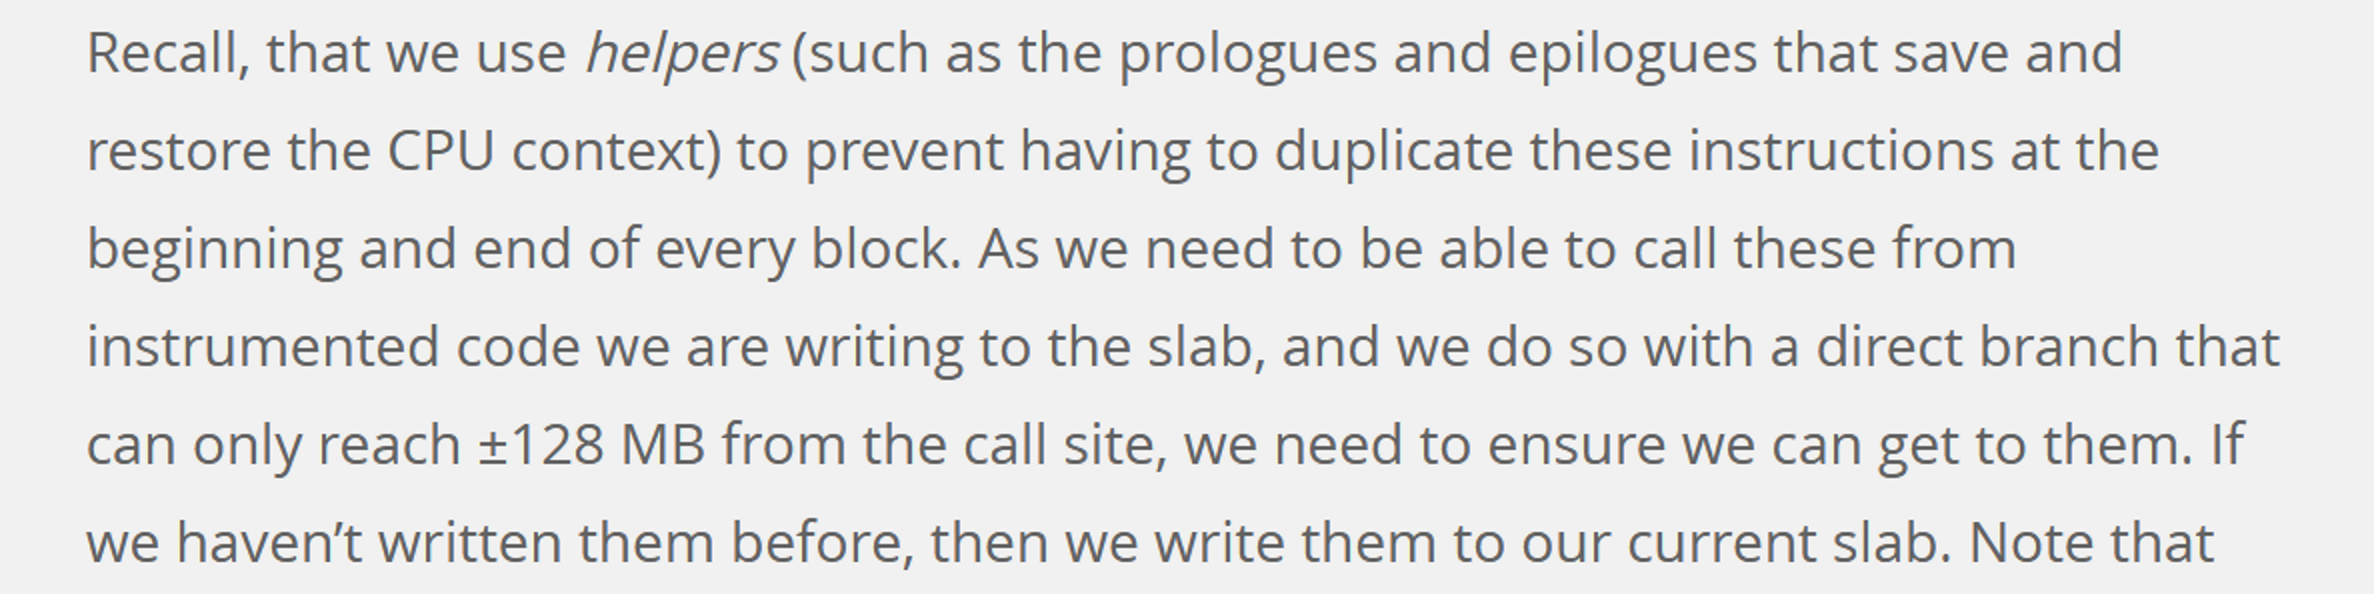 Recall, that we use helpers (such as the prologues and epilogues that save and
restore the CPU context) to prevent having to duplicate these instructions at the
beginning and end of every block. As we need to be able to call these from
instrumented code we are writing to the slab, and we do so with a direct branch that
can only reach ±128 MB from the call site, we need to ensure we can get to them. If
we haven’t written them before, then we write them to our current slab. Note that